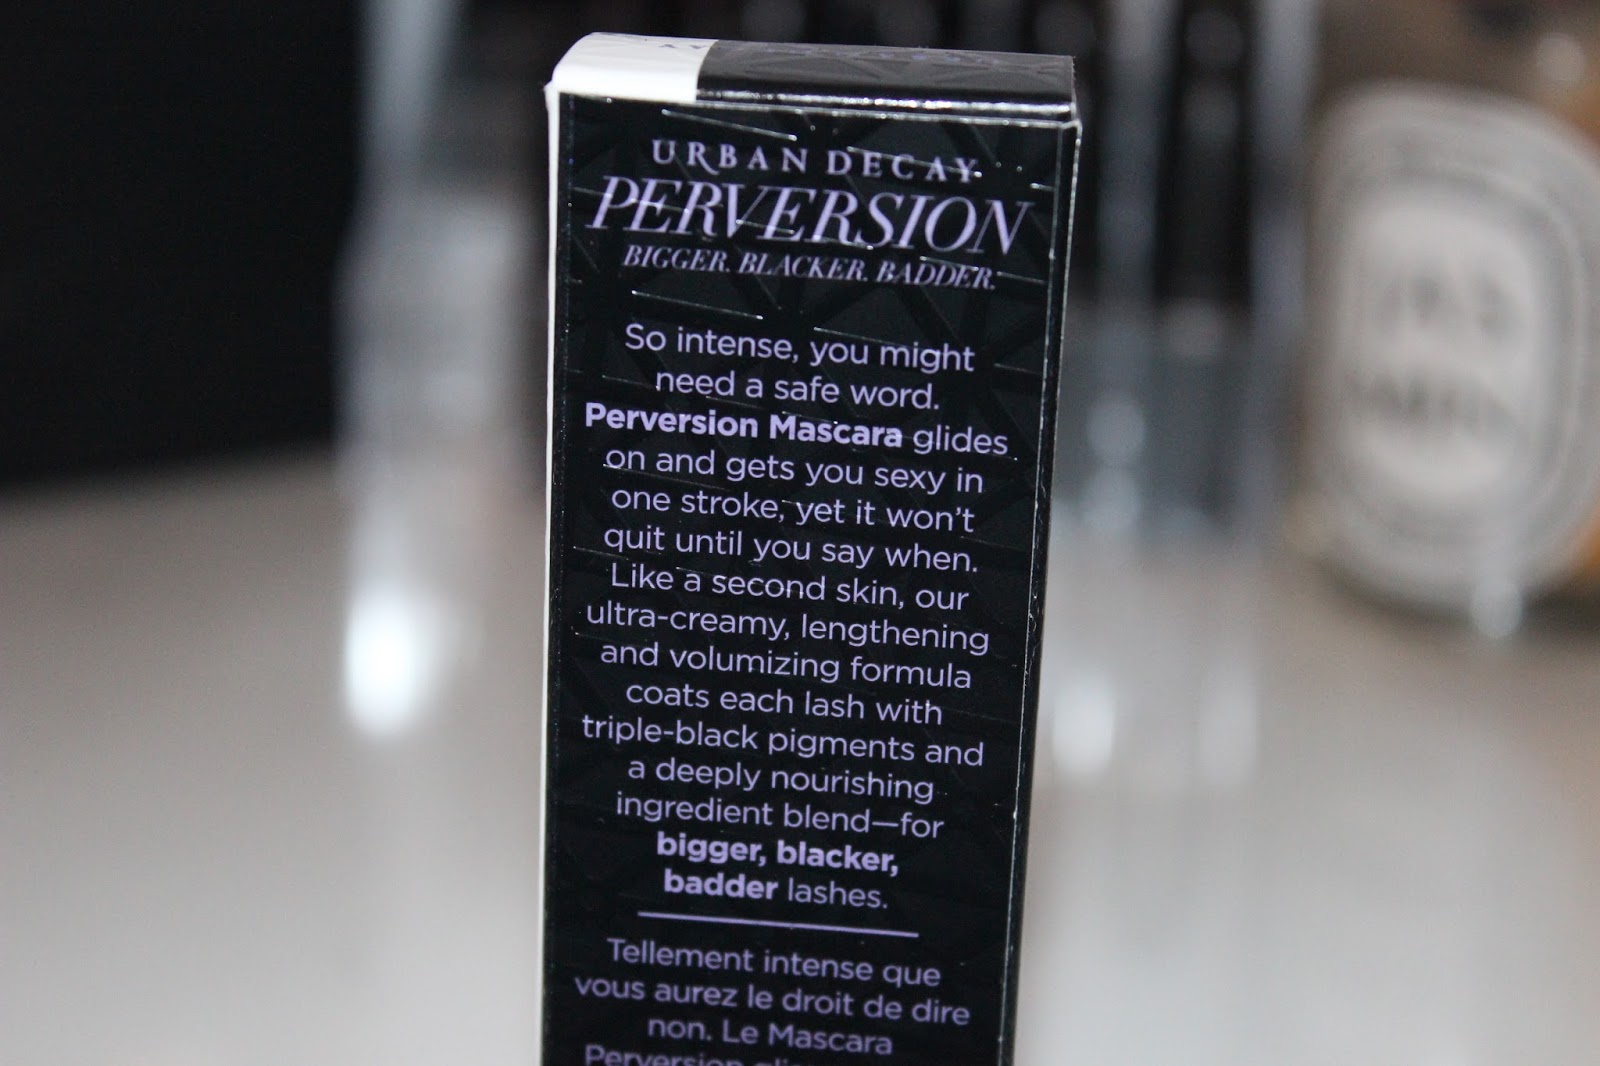 URBAN DECAY
PERVERSION
BIGGER. BLACKER. BADDER.
So intense, you might
need a safe word.
Perversion Mascara glides
on and gets you sexy in
one stroke, yet it won't
quit until you say when.
Like a second skin, our
ultra-creamy, lengthening
and volumizing formula
coats each lash with
triple-black pigments and
a deeply nourishing
ingredient blend—for
bigger, blacker,
badder lashes.
Tellement intense que
vous aurez le droit de dire
non. Le Mascara
Perversion